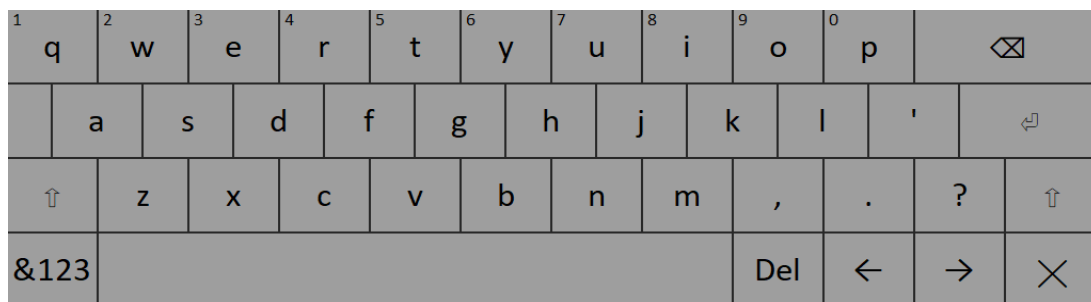 1 q 2 w 3 e 4 r 5 t 6 y 7 u 8 i 9 o 0 p ⌫
a s d f g h j k l ' ⏎
⇧ z x c v b n m , . ? ⇧
&123 Del ← → ×